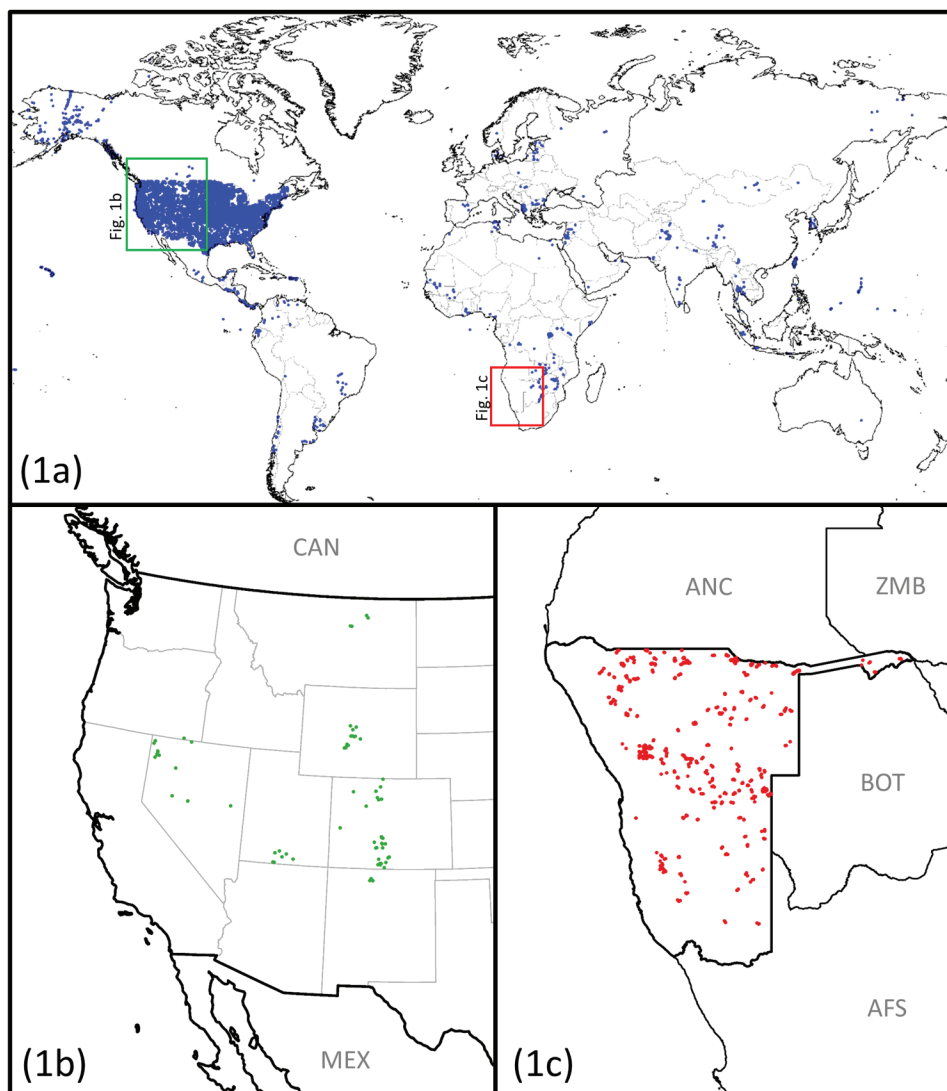 Fig. 1b
Fig. 1c
(1a)
CAN
MEX
(1b)
ANC
ZMB
BOT
AFS
(1c)